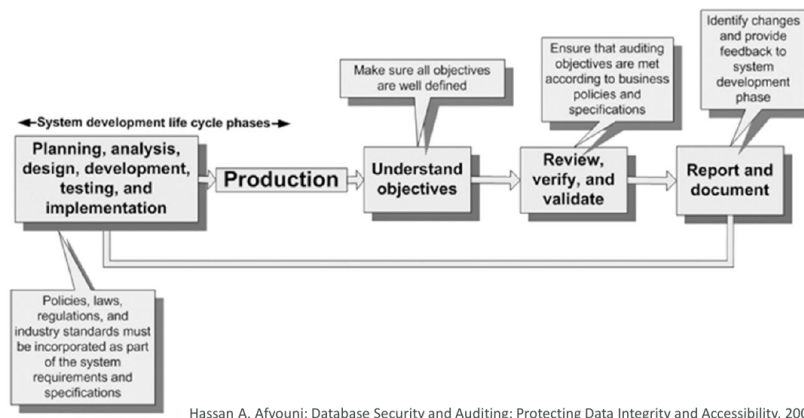 Identify changes
and provide
feedback to
system
development
phase
Ensure that auditing
objectives are met
according to business
policies and
specifications
Make sure all objectives
are well defined
System development life cycle phases
Planning, analysis,
design, development,
testing, and
implementation
Production
Understand
objectives
Review,
verify, and
validate
Report and
document
Policies, laws,
regulations, and
industry standards must
be incorporated as part
of the system
requirements and
specifications
Hassan A. Afyouni: Database Security and Auditing: Protecting Data Integrity and Accessibility,